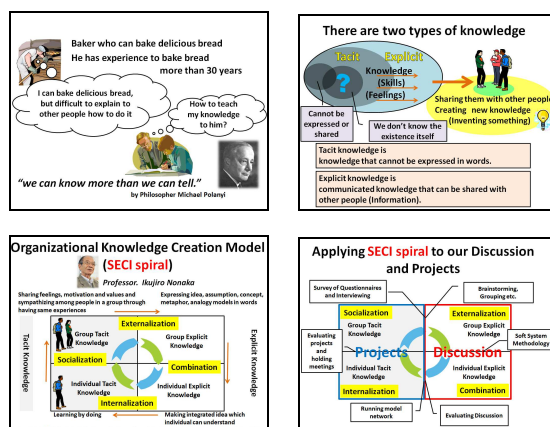 Baker who can bake delicious bread
He has experience to bake bread
more than 30 years
I can baked delicious bread,
but difficult to explain to
other people how to do it
How to teach
my knowledge
to him?
"we can know more than we can tell."
by Philosopher Michael Polanyi
There are two types of knowledge
Tacit
Explicit
?
Knowledge
(Skills)
(Feelings)
Sharing them with other people
Creating new knowledge
(Inventing something)
Cannot be
expressed or
shared
We don't know the
existence itself
Tacit knowledge is
knowledge that cannot be expressed in words.
Explicit knowledge is
communicated knowledge that can be shared with
other people (Information).
Organizational Knowledge Creation Model
(SECI spiral)
Professor. Ikujiro Nonaka
Sharing feelings, motivation and values and
sympathizing among people in a group through
having same experiences
Expressing idea, assumption, concept,
metaphor, analogy models in words
Tacit Knowledge
Explicit Knowledge
Externalization
Group Tacit
Knowledge
Group Explicit
Knowledge
Socialization
Combination
Individual Tacit
Knowledge
Individual Explicit
Knowledge
Internalization
Learning by doing
Making integrated idea which
individual can understand
Applying SECI spiral to our Discussion
and Projects
Survey of Questionnaires
and Interviewing
Brainstorming,
Grouping etc.
Socialization
Externalization
Group Tacit
Knowledge
Group Explicit
Knowledge
Evaluating
projects
and
holding
meetings
Soft System
Methodology
Projects
Discussion
Individual Tacit
Knowledge
Individual Explicit
Knowledge
Internalization
Combination
Running model
network
Evaluating Discussion